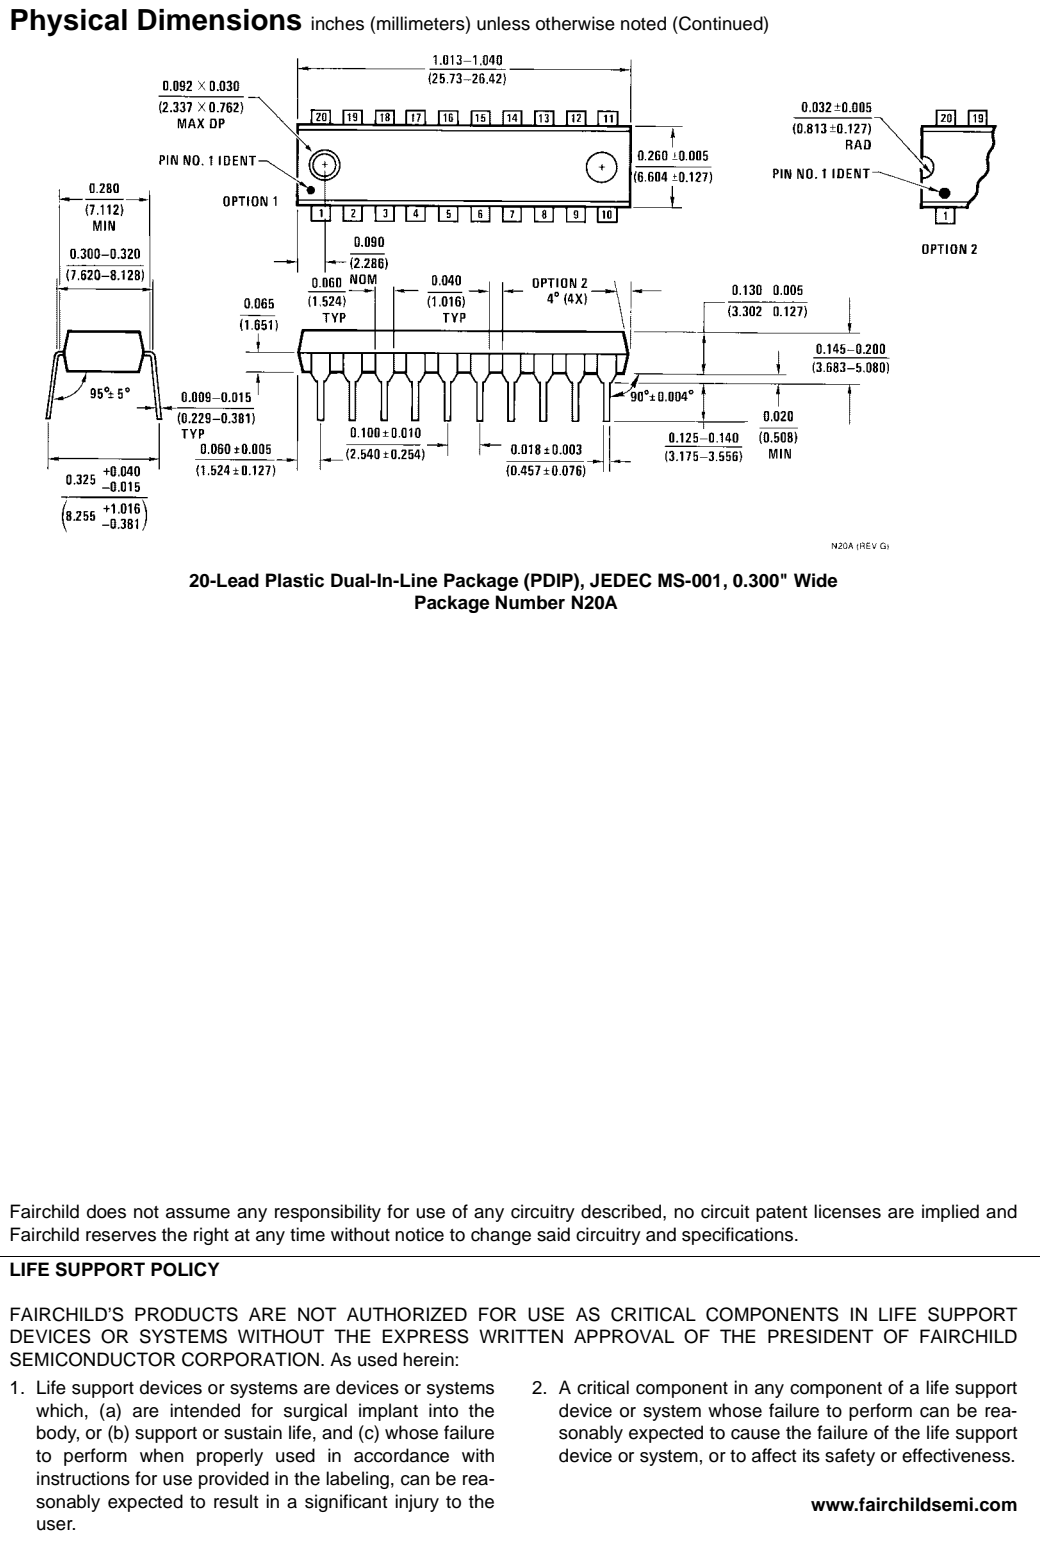 Physical Dimensions inches (millimeters) unless otherwise noted (Continued)
1.013–1.040
(25.73–26.42)
0.092 × 0.030
(2.337 × 0.762)
MAX DP
PIN NO. 1 IDENT
OPTION 1
20 19 18 17 16 15 14 13 12 11
1 2 3 4 5 6 7 8 9 10
0.260 ±0.005
(6.604 ±0.127)
0.032 ±0.005
(0.813 ±0.127)
RAD
PIN NO. 1 IDENT
20 19
1
OPTION 2
0.280
(7.112)
MIN
0.300–0.320
(7.620–8.128)
0.090
(2.286)
NOM
0.060
(1.524)
TYP
0.040
(1.016)
TYP
OPTION 2
4° (4X)
0.065
(1.651)
0.130 0.005
(3.302 0.127)
0.145–0.200
(3.683–5.080)
95°± 5°
0.009–0.015
(0.229–0.381)
TYP
90°± 0.004°
0.020
(0.508)
MIN
0.125–0.140
(3.175–3.556)
0.100 ± 0.010
(2.540 ± 0.254)
0.018 ± 0.003
(0.457 ± 0.076)
0.060 ± 0.005
(1.524 ± 0.127)
0.325 +0.040
–0.015
(8.255 +1.016
–0.381)
N20A (REV G)
20-Lead Plastic Dual-In-Line Package (PDIP), JEDEC MS-001, 0.300" Wide
Package Number N20A
Fairchild does not assume any responsibility for use of any circuitry described, no circuit patent licenses are implied and
Fairchild reserves the right at any time without notice to change said circuitry and specifications.
LIFE SUPPORT POLICY
FAIRCHILD'S PRODUCTS ARE NOT AUTHORIZED FOR USE AS CRITICAL COMPONENTS IN LIFE SUPPORT
DEVICES OR SYSTEMS WITHOUT THE EXPRESS WRITTEN APPROVAL OF THE PRESIDENT OF FAIRCHILD
SEMICONDUCTOR CORPORATION. As used herein:
1. Life support devices or systems are devices or systems
which, (a) are intended for surgical implant into the
body, or (b) support or sustain life, and (c) whose failure
to perform when properly used in accordance with
instructions for use provided in the labeling, can be rea-
sonably expected to result in a significant injury to the
user.
2. A critical component in any component of a life support
device or system whose failure to perform can be rea-
sonably expected to cause the failure of the life support
device or system, or to affect its safety or effectiveness.
www.fairchildsemi.com